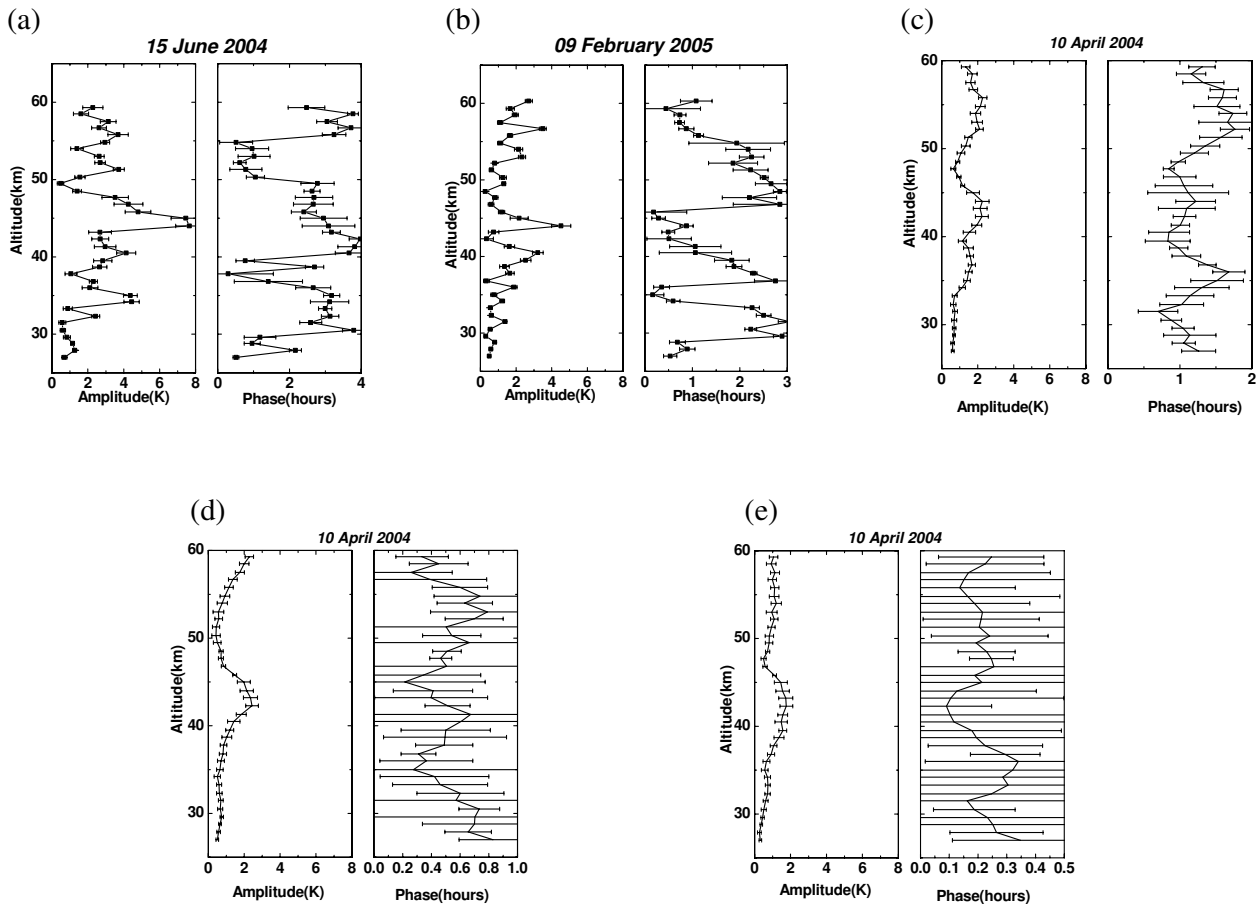 (a)
15 June 2004
Altitude(km)
60
50
40
30
0 2 4 6 8
Amplitude(K)
0 2 4
Phase(hours)
(b)
09 February 2005
Altitude(km)
60
50
40
30
0 2 4 6 8
Amplitude(K)
0 1 2 3
Phase(hours)
(c)
10 April 2004
Altitude(km)
60
50
40
30
0 2 4 6 8
Amplitude(K)
0 1 2
Phase(hours)
(d)
10 April 2004
Altitude(km)
60
50
40
30
0 2 4 6 8
Amplitude(K)
0.0 0.2 0.4 0.6 0.8 1.0
Phase(hours)
(e)
10 April 2004
Altitude(km)
60
50
40
30
0 2 4 6 8
Amplitude(K)
0.0 0.1 0.2 0.3 0.4 0.5
Phase(hours)